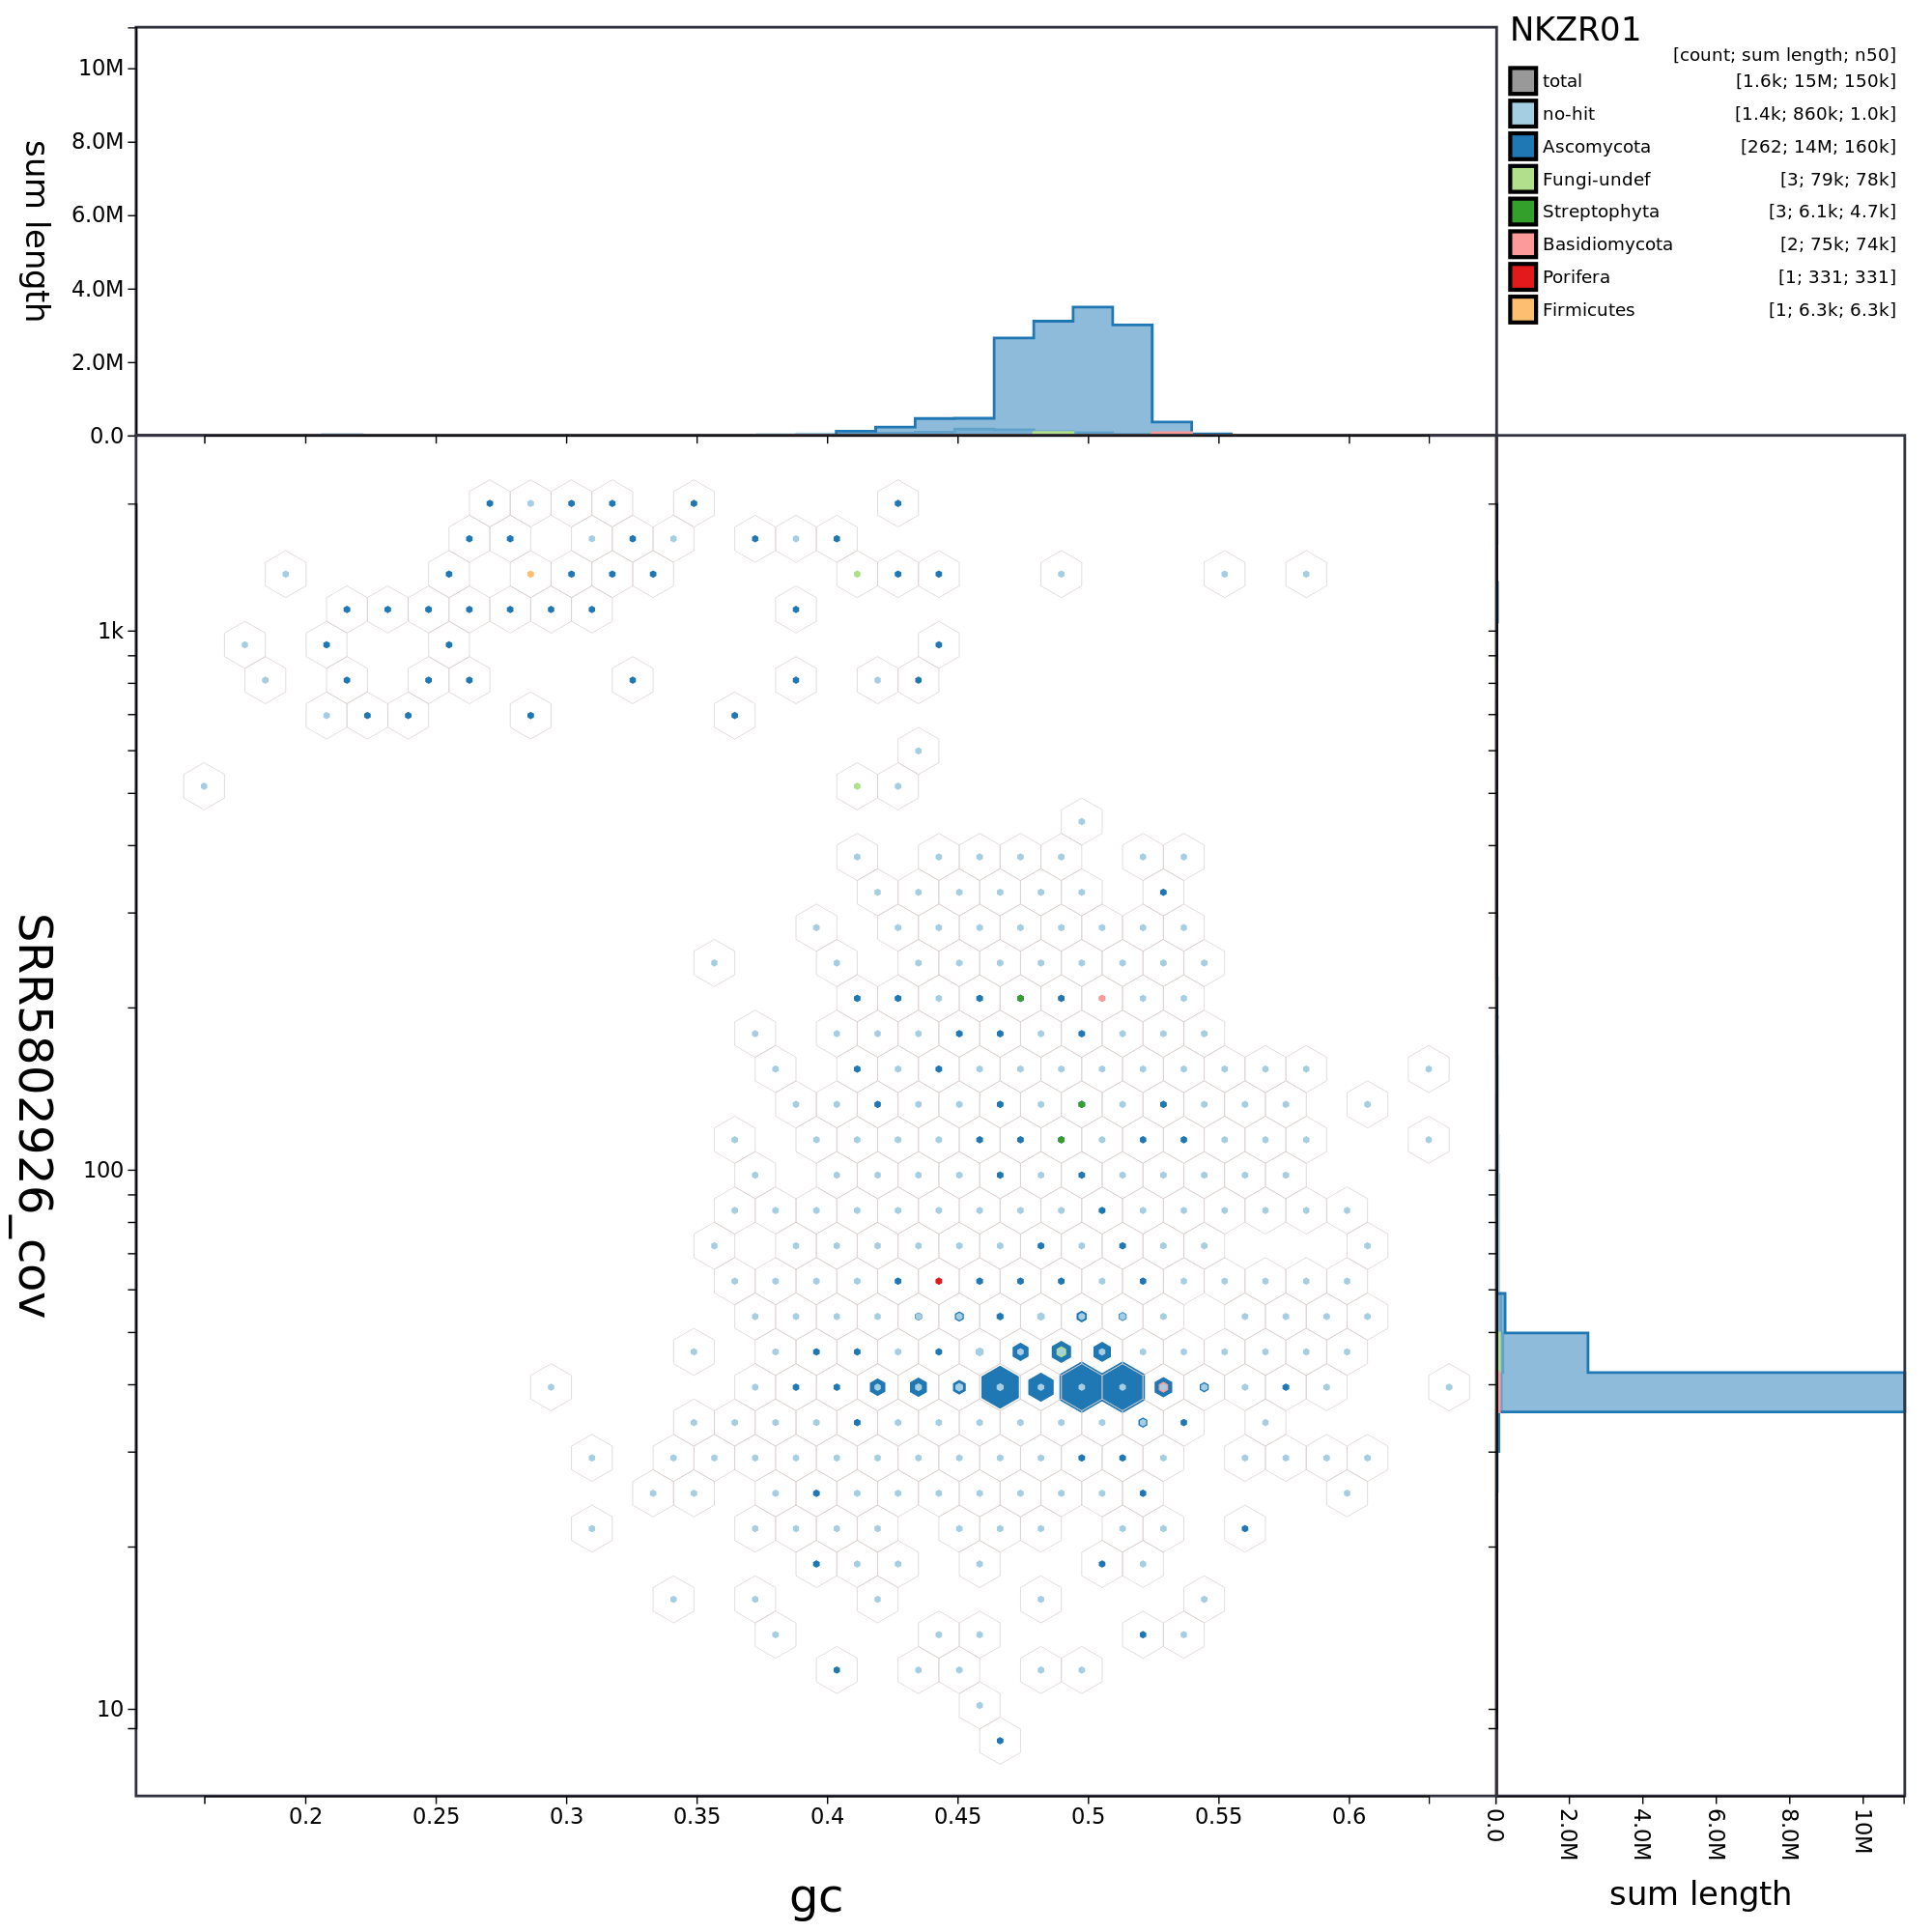 NKZR01
[count; sum length; n50]
total [1.6k; 15M; 150k]
no-hit [1.4k; 860k; 1.0k]
Ascomycota [262; 14M; 160k]
Fungi-undef [3; 79k; 78k]
Streptophyta [3; 6.1k; 4.7k]
Basidiomycota [2; 75k; 74k]
Porifera [1; 331; 331]
Firmicutes [1; 6.3k; 6.3k]
sum length
10M
8.0M
6.0M
4.0M
2.0M
0.0
SRR5802926_cov
1k
100
10
0.2 0.25 0.3 0.35 0.4 0.45 0.5 0.55 0.6
gc
0.0 2.0M 4.0M 6.0M 8.0M 10M
sum length